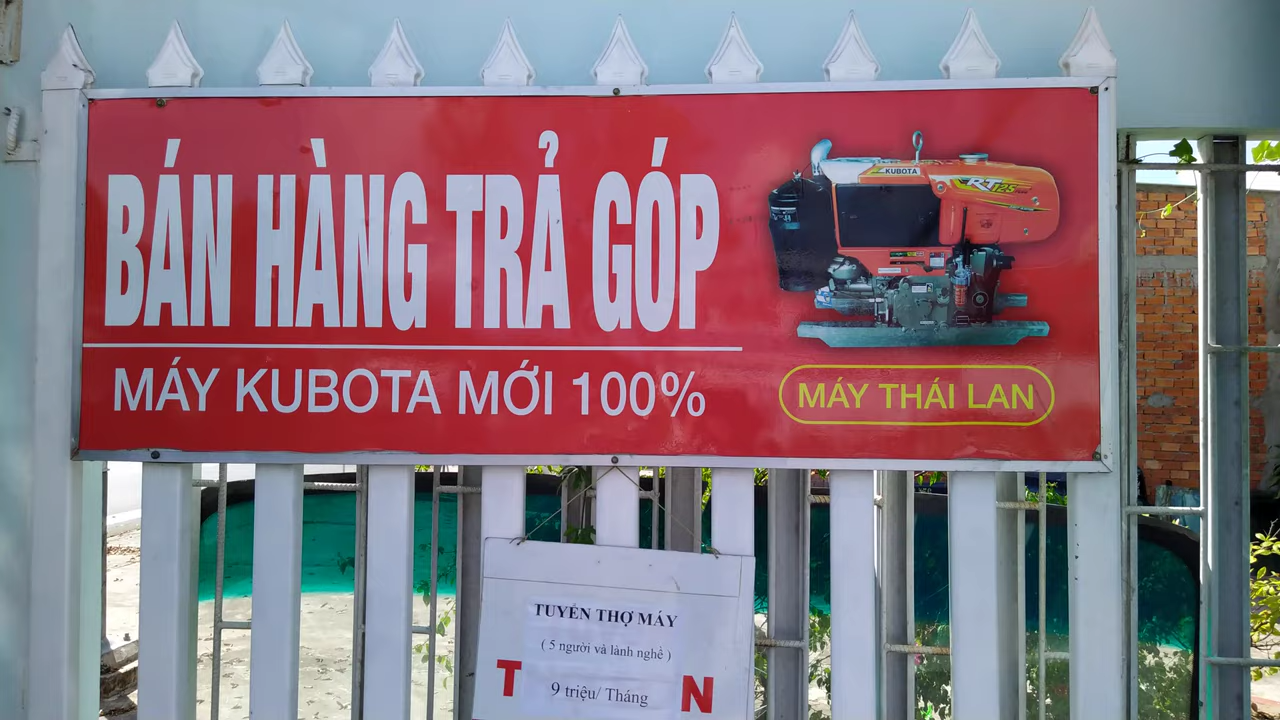 BÁN HÀNG TRẢ GÓP
MÁY KUBOTA MỚI 100%
KUBOTA
RT125
MÁY THÁI LAN
TUYỂN THỢ MÁY
( 5 người và lành nghề )
9 triệu/ Tháng
T N